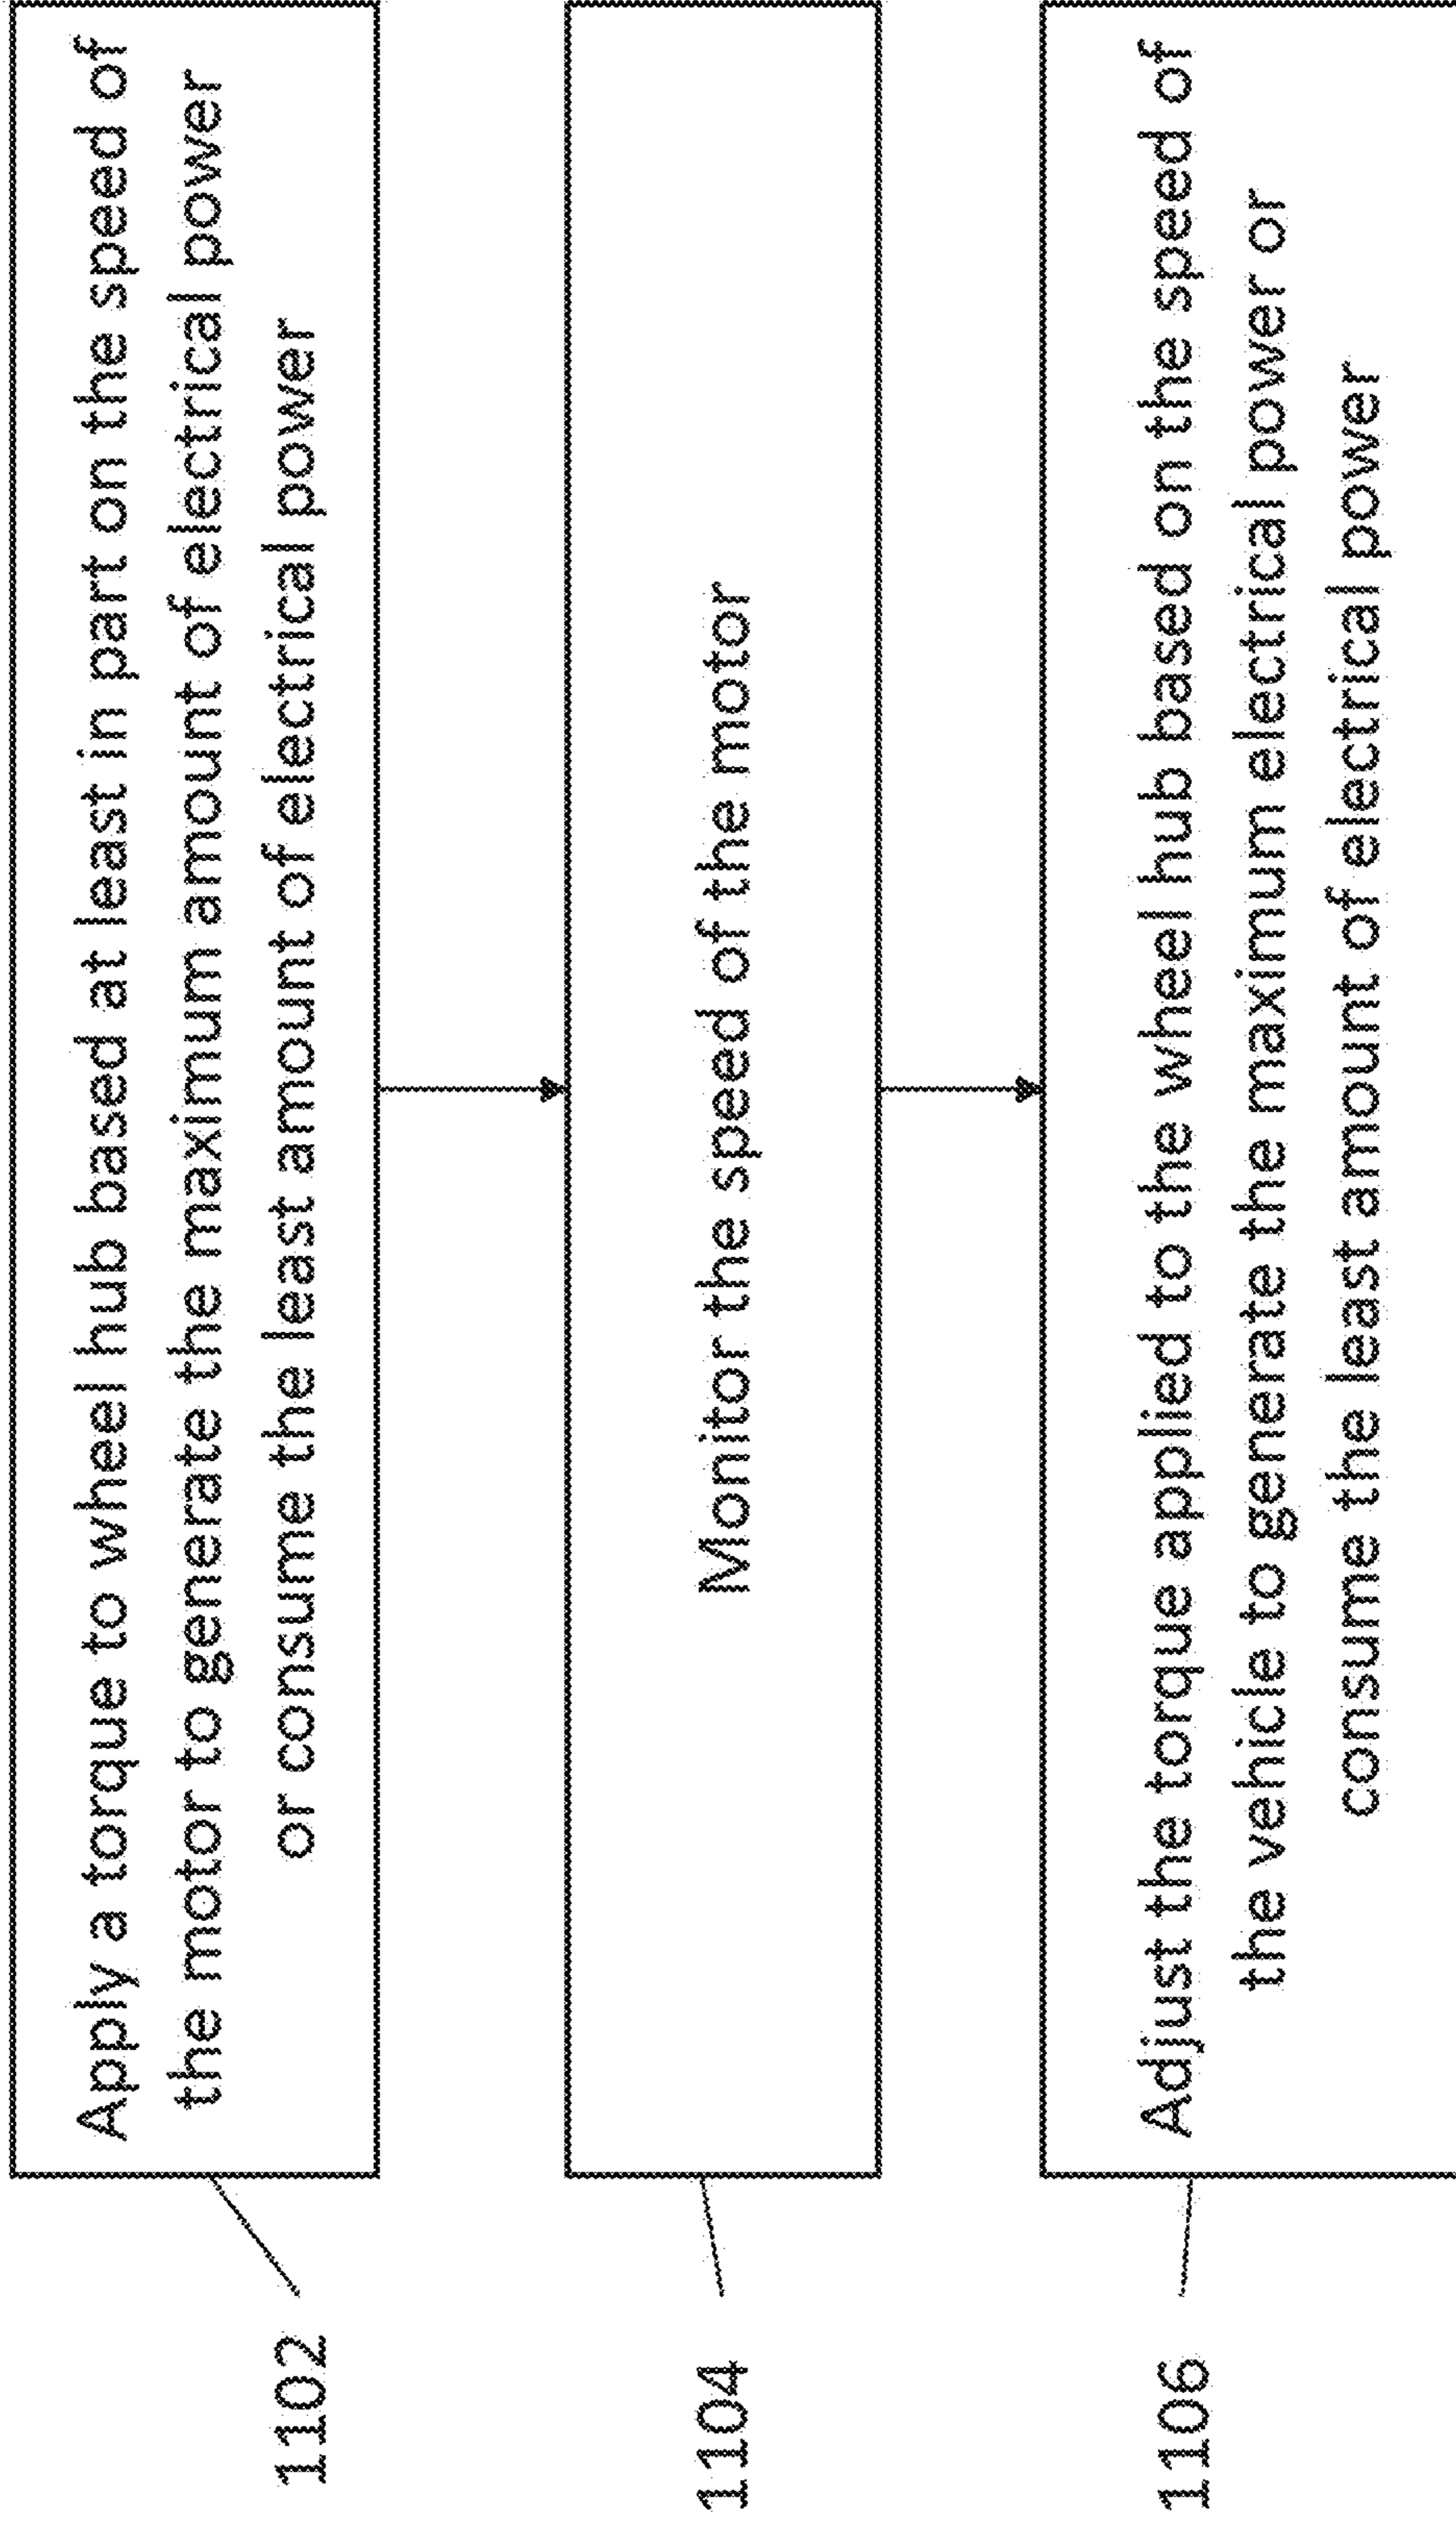 Apply a torque to wheel hub based at least in part on the speed of
the motor to generate the maximum amount of electrical power
or consume the least amount of electrical power
1102
Monitor the speed of the motor
1104
Adjust the torque applied to the wheel hub based on the speed of
the vehicle to generate the maximum electrical power or
consume the least amount of electrical power
1106